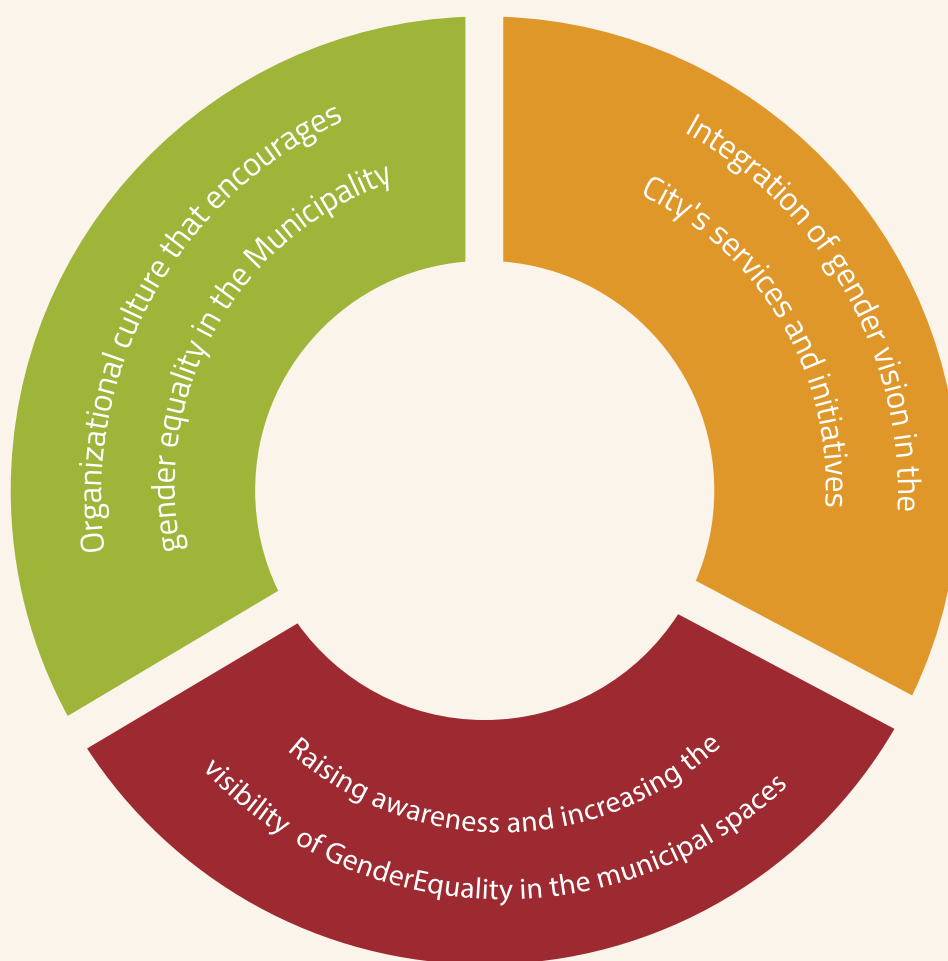 Organizational culture that encourages
gender equality in the Municipality
Integration of gender vision in the
City's services and initiatives
Raising awareness and increasing the
visibility  of GenderEquality in the municipal spaces